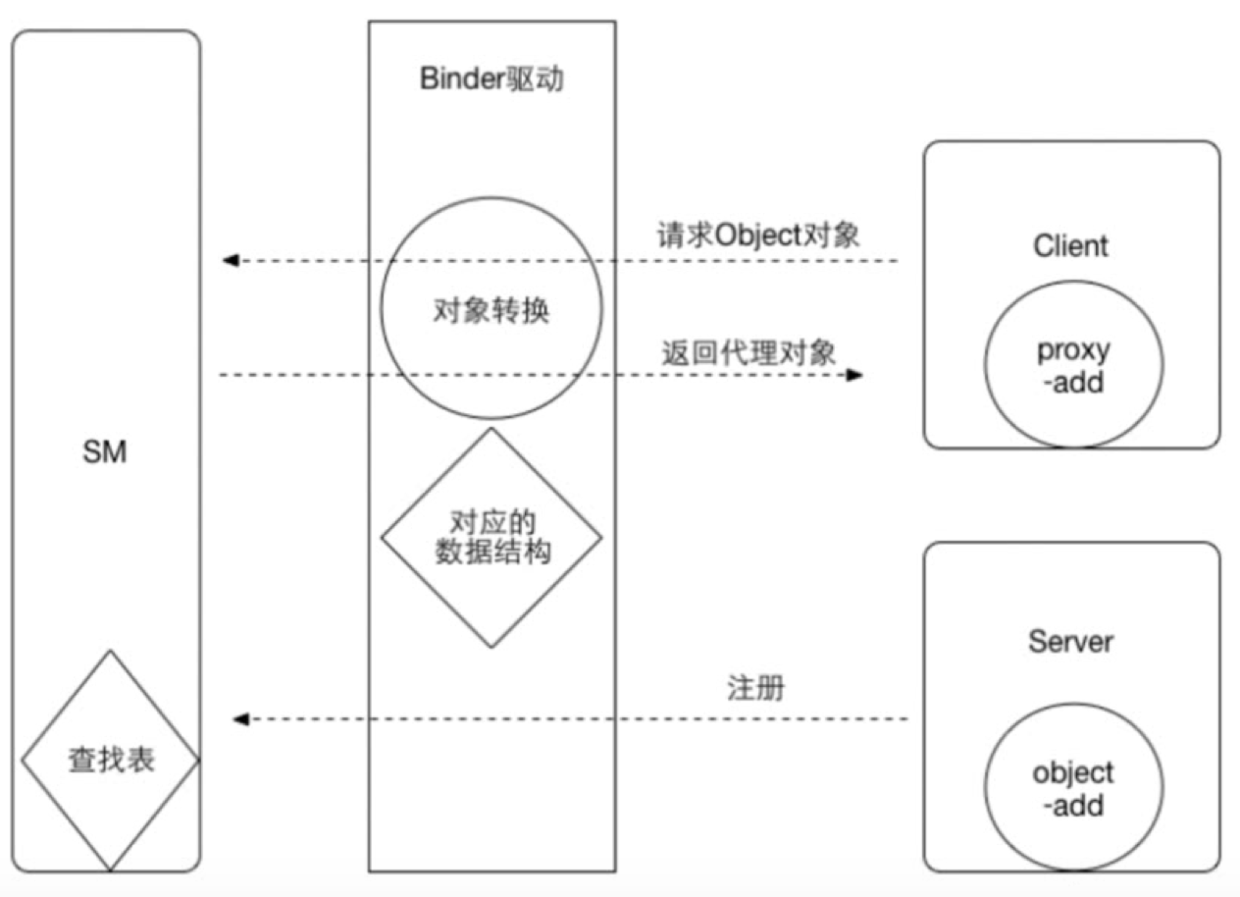 Binder驱动
请求Object对象
Client
对象转换
返回代理对象
proxy
-add
SM
对应的
数据结构
Server
注册
查找表
object
-add